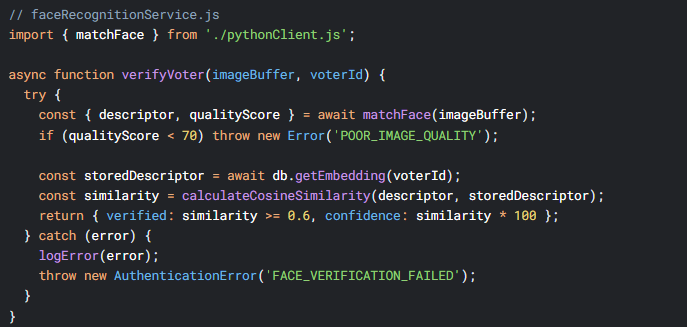 // faceRecognitionService.js
import { matchFace } from './pythonClient.js';

async function verifyVoter(imageBuffer, voterId) {
  try {
    const { descriptor, qualityScore } = await matchFace(imageBuffer);
    if (qualityScore < 70) throw new Error('POOR_IMAGE_QUALITY');

    const storedDescriptor = await db.getEmbedding(voterId);
    const similarity = calculateCosineSimilarity(descriptor, storedDescriptor);
    return { verified: similarity >= 0.6, confidence: similarity * 100 };
  } catch (error) {
    logError(error);
    throw new AuthenticationError('FACE_VERIFICATION_FAILED');
  }
}